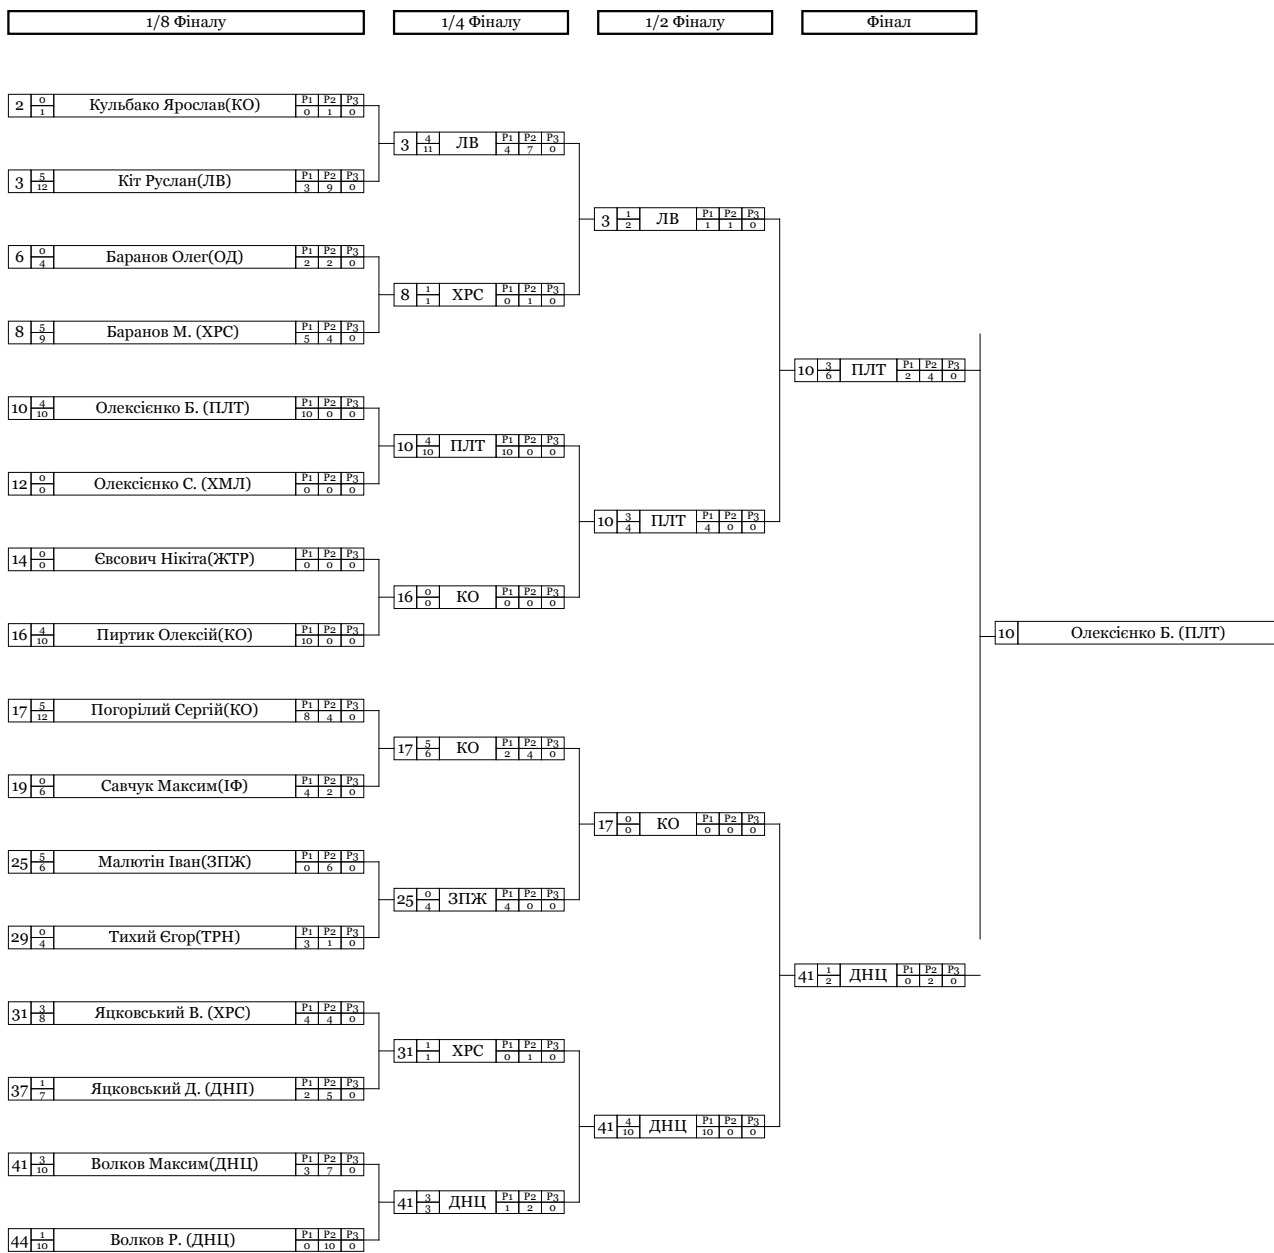 1/8 Фіналу 1/4 Фіналу 1/2 Фіналу Фінал
2 0 1 Кульбако Ярослав(КО) P1 P2 P3 0 1 0
3 4 11 ЛВ P1 P2 P3 4 7 0
3 5 12 Кіт Руслан(ЛВ) P1 P2 P3 3 9 0
3 1 2 ЛВ P1 P2 P3 1 1 0
6 0 4 Баранов Олег(ОД) P1 P2 P3 2 2 0
8 1 1 ХРС P1 P2 P3 0 1 0
8 5 9 Баранов М. (ХРС) P1 P2 P3 5 4 0
10 3 6 ПЛТ P1 P2 P3 2 4 0
10 4 10 Олексієнко Б. (ПЛТ) P1 P2 P3 10 0 0
10 4 10 ПЛТ P1 P2 P3 10 0 0
12 0 0 Олексієнко С. (ХМЛ) P1 P2 P3 0 0 0
10 3 4 ПЛТ P1 P2 P3 4 0 0
14 0 0 Євсович Нікіта(ЖТР) P1 P2 P3 0 0 0
16 0 0 КО P1 P2 P3 0 0 0
16 4 10 Пиртик Олексій(КО) P1 P2 P3 10 0 0
10 Олексієнко Б. (ПЛТ)
17 5 12 Погорілий Сергій(КО) P1 P2 P3 8 4 0
17 5 6 КО P1 P2 P3 2 4 0
19 0 6 Савчук Максим(ІФ) P1 P2 P3 4 2 0
17 0 0 КО P1 P2 P3 0 0 0
25 5 6 Малютін Іван(ЗПЖ) P1 P2 P3 0 6 0
25 0 4 ЗПЖ P1 P2 P3 4 0 0
29 0 4 Тихий Єгор(ТРН) P1 P2 P3 3 1 0
41 1 2 ДНЦ P1 P2 P3 0 2 0
31 3 8 Яцковський В. (ХРС) P1 P2 P3 4 4 0
31 1 1 ХРС P1 P2 P3 0 1 0
37 1 7 Яцковський Д. (ДНП) P1 P2 P3 2 5 0
41 4 10 ДНЦ P1 P2 P3 10 0 0
41 3 10 Волков Максим(ДНЦ) P1 P2 P3 3 7 0
41 3 3 ДНЦ P1 P2 P3 1 2 0
44 1 10 Волков Р. (ДНЦ) P1 P2 P3 0 10 0